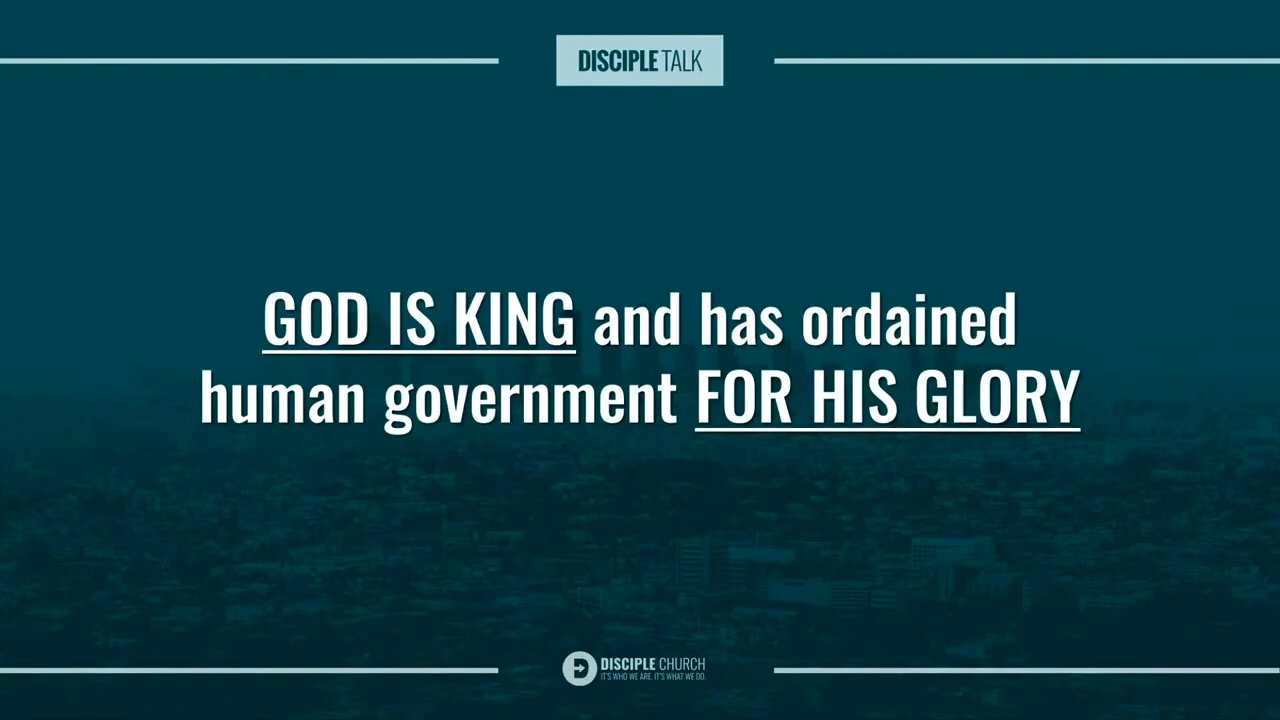 DISCIPLE TALK
GOD IS KING and has ordained
human government FOR HIS GLORY
DISCIPLE CHURCH
IT'S WHO WE ARE. IT'S WHAT WE DO.